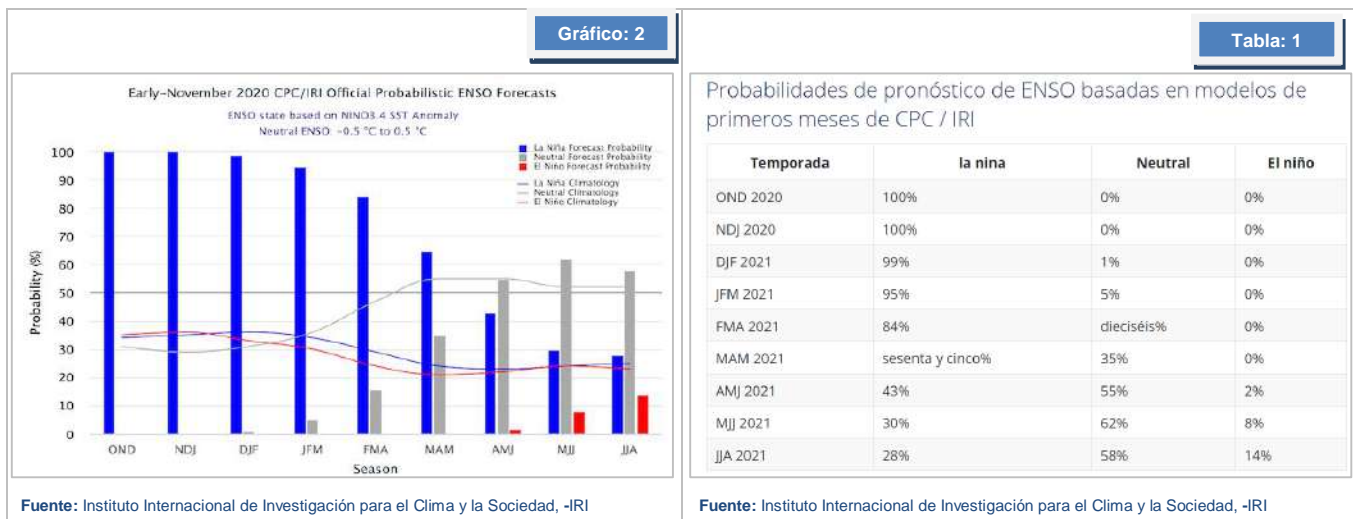 Gráfico: 2
Early-November 2020 CPC/IRI Official Probabilistic ENSO Forecasts
ENSO state based on NINO3.4 SST Anomaly
Neutral ENSO: -0.5 °C to 0.5 °C
La Niña Forecast Probability
Neutral Forecast Probability
El Niño Forecast Probability
La Niña Climatology
Neutral Climatology
El Niño Climatology
Probability (%)
100
90
80
70
60
50
40
30
20
10
0
OND NDJ DJF JFM FMA MAM AMJ MJJ JJA
Season
Fuente: Instituto Internacional de Investigación para el Clima y la Sociedad, -IRI
Tabla: 1
Probabilidades de pronóstico de ENSO basadas en modelos de
primeros meses de CPC / IRI
Temporada la nina Neutral El niño
OND 2020 100% 0% 0%
NDJ 2020 100% 0% 0%
DJF 2021 99% 1% 0%
JFM 2021 95% 5% 0%
FMA 2021 84% dieciséis% 0%
MAM 2021 sesenta y cinco% 35% 0%
AMJ 2021 43% 55% 2%
MJJ 2021 30% 62% 8%
JJA 2021 28% 58% 14%
Fuente: Instituto Internacional de Investigación para el Clima y la Sociedad, -IRI